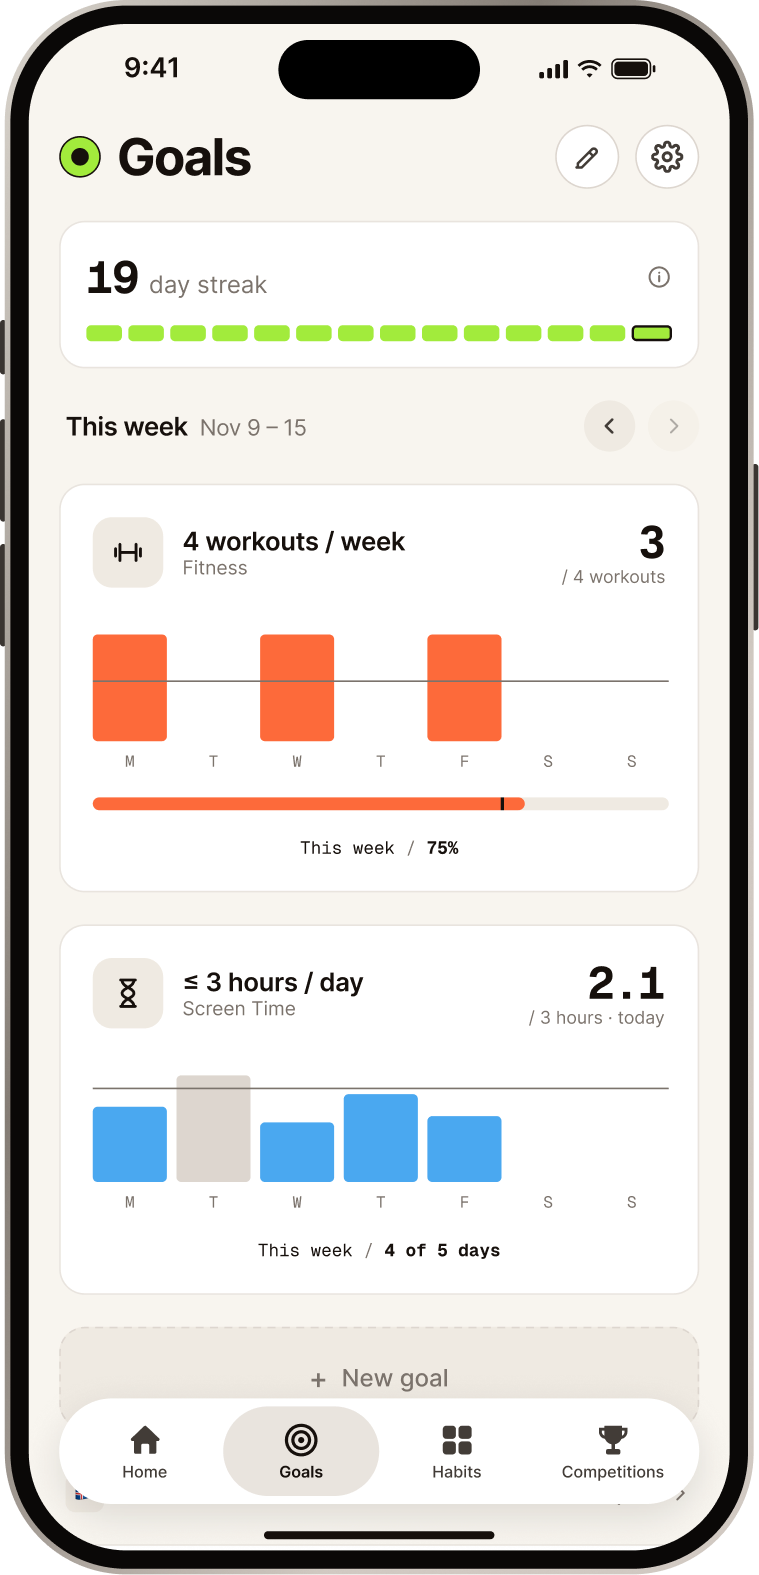 9:41
Goals
19 day streak
This week Nov 9 – 15
4 workouts / week
Fitness
3
/ 4 workouts
M T W T F S S
This week / 75%
≤ 3 hours / day
Screen Time
2.1
/ 3 hours · today
M T W T F S S
This week / 4 of 5 days
+ New goal
Home Goals Habits Competitions